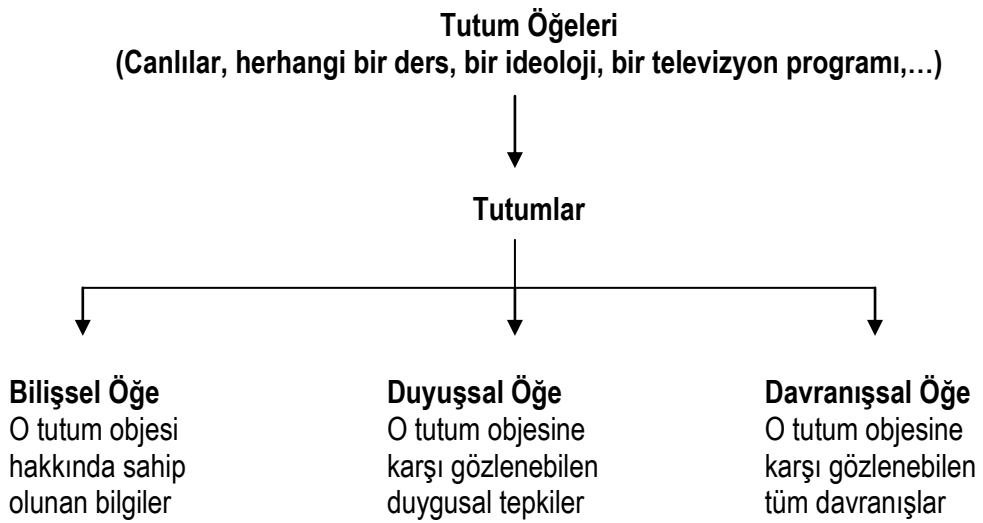 Tutum Öğeleri
(Canlılar, herhangi bir ders, bir ideoloji, bir televizyon programı,…)
Tutumlar
Bilişsel Öğe
O tutum objesi
hakkında sahip
olunan bilgiler
Duyuşsal Öğe
O tutum objesine
karşı gözlenebilen
duygusal tepkiler
Davranışsal Öğe
O tutum objesine
karşı gözlenebilen
tüm davranışlar